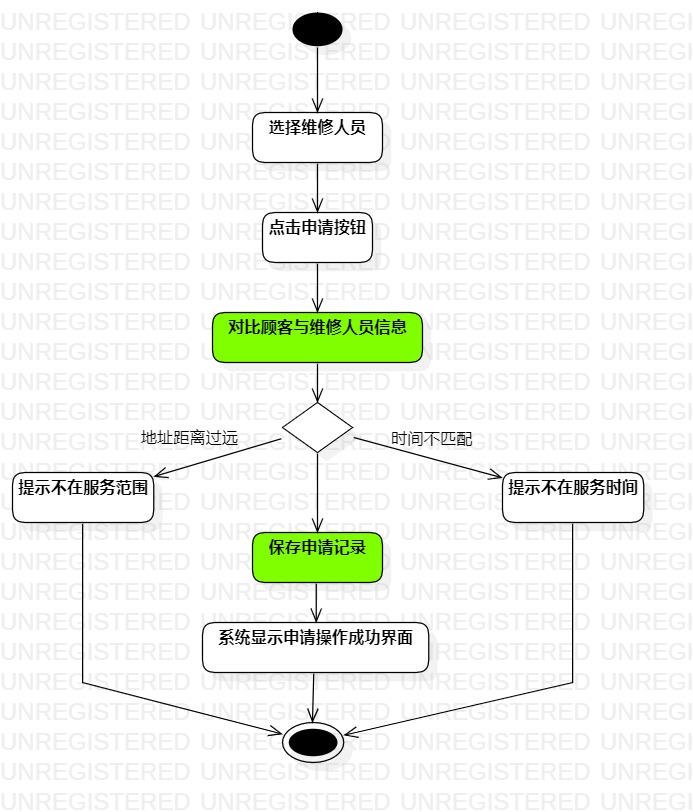 选择维修人员
点击申请按钮
对比顾客与维修人员信息
地址距离过远
时间不匹配
提示不在服务范围
提示不在服务时间
保存申请记录
系统显示申请操作成功界面
UNREGISTERED